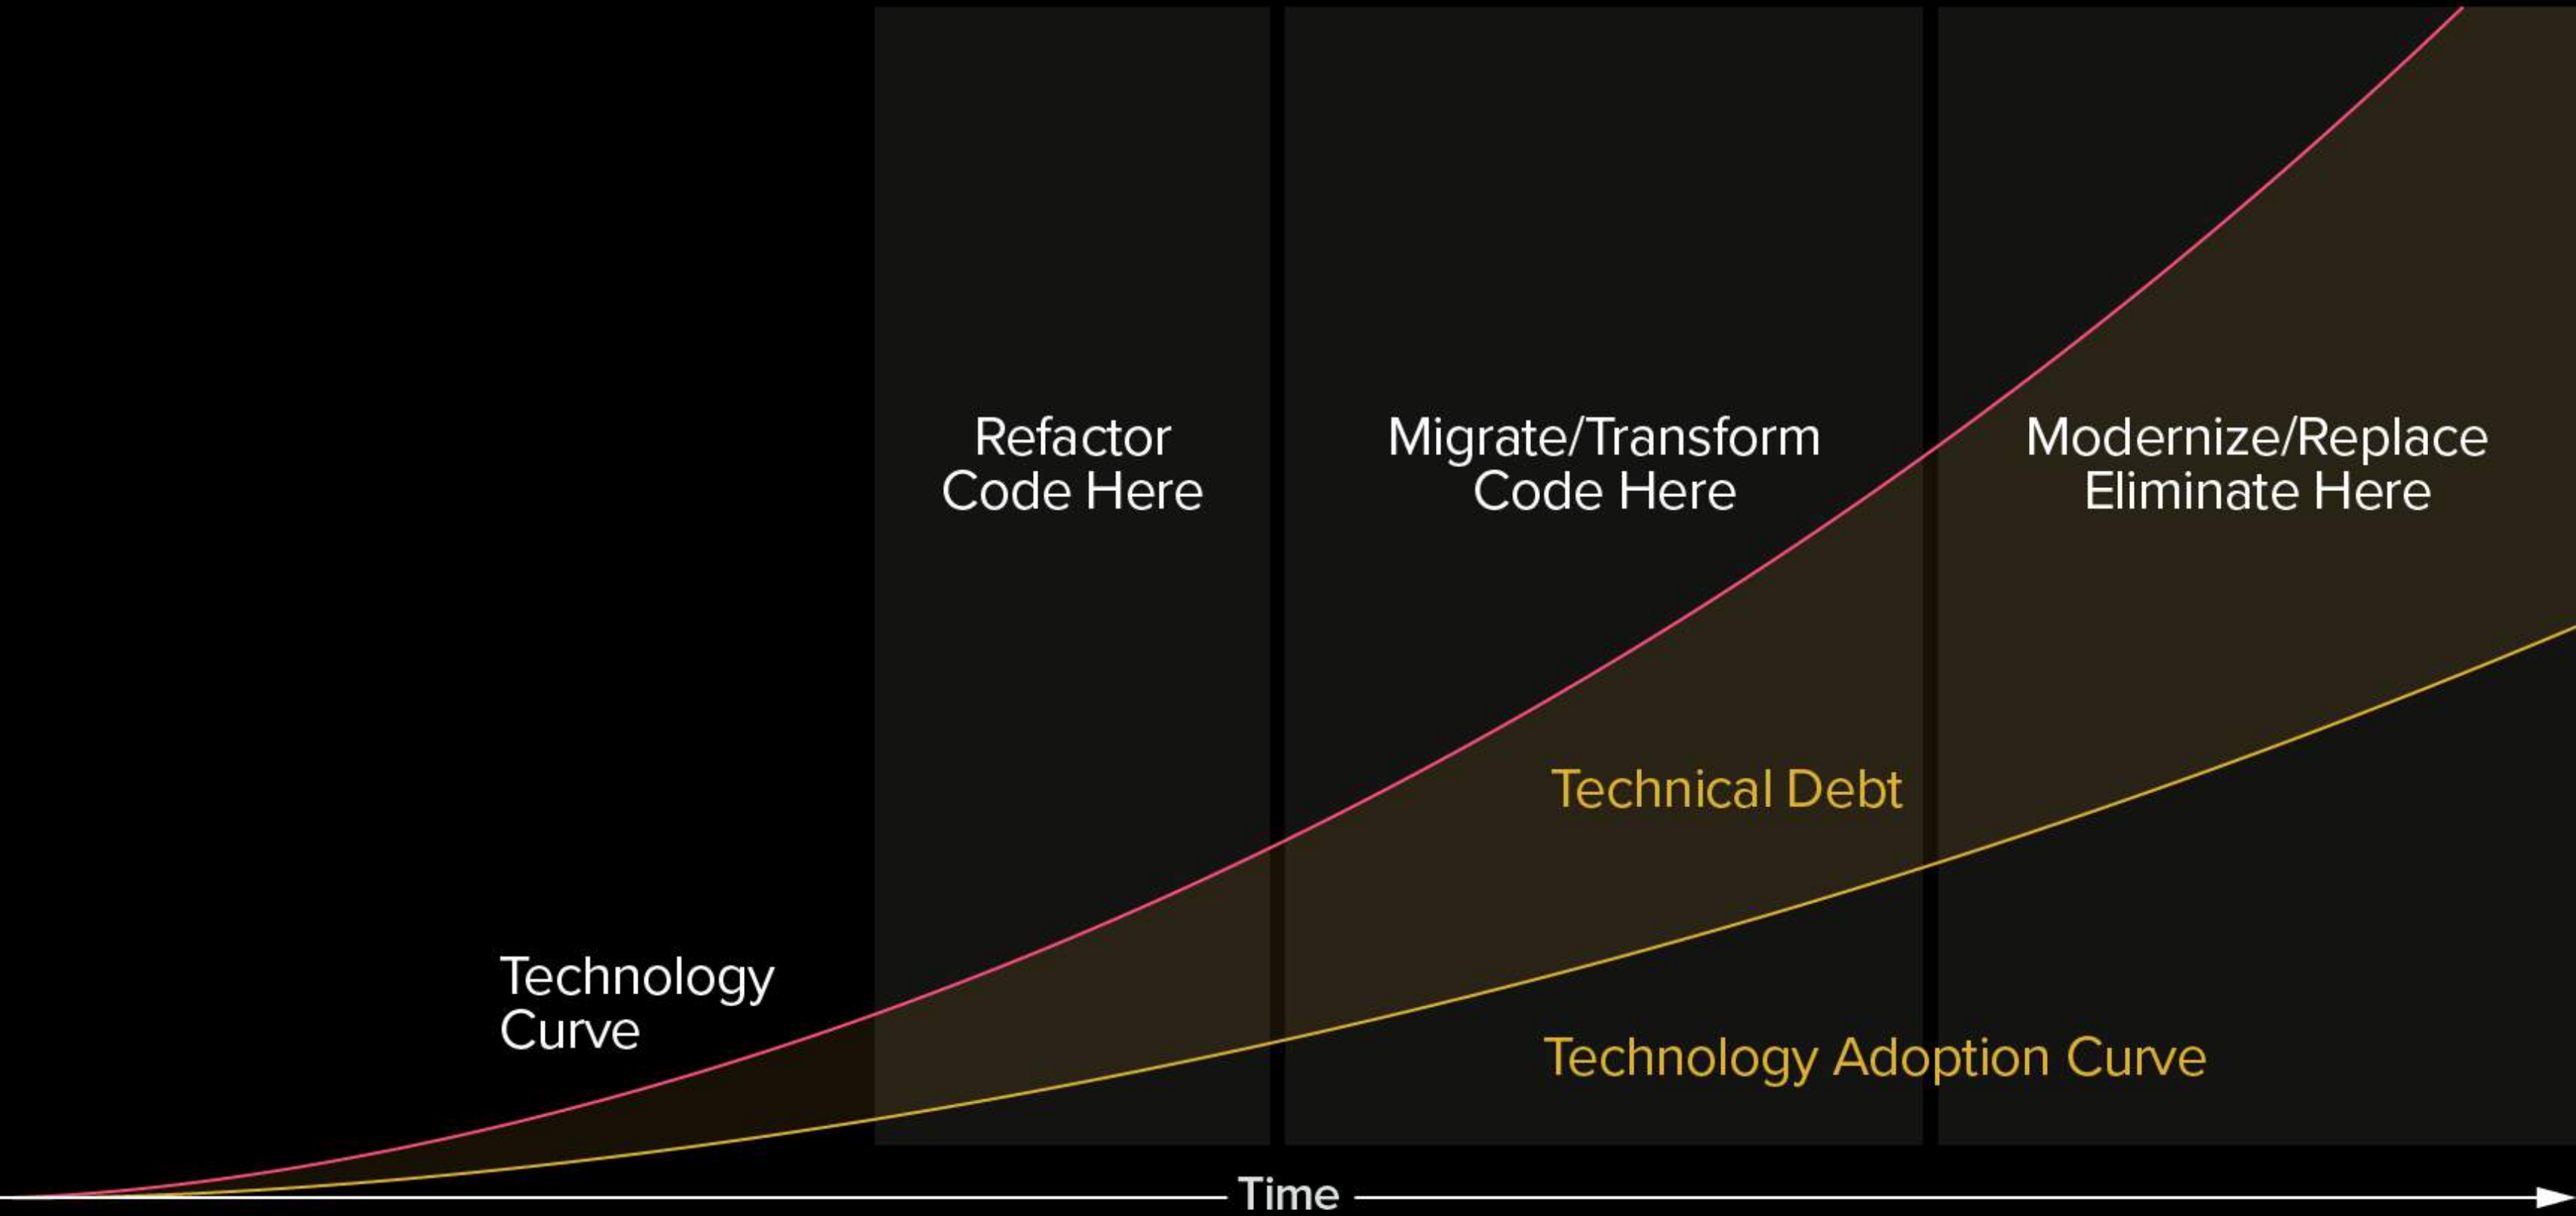 Refactor
Code Here
Migrate/Transform
Code Here
Modernize/Replace
Eliminate Here
Technical Debt
Technology
Curve
Technology Adoption Curve
Time